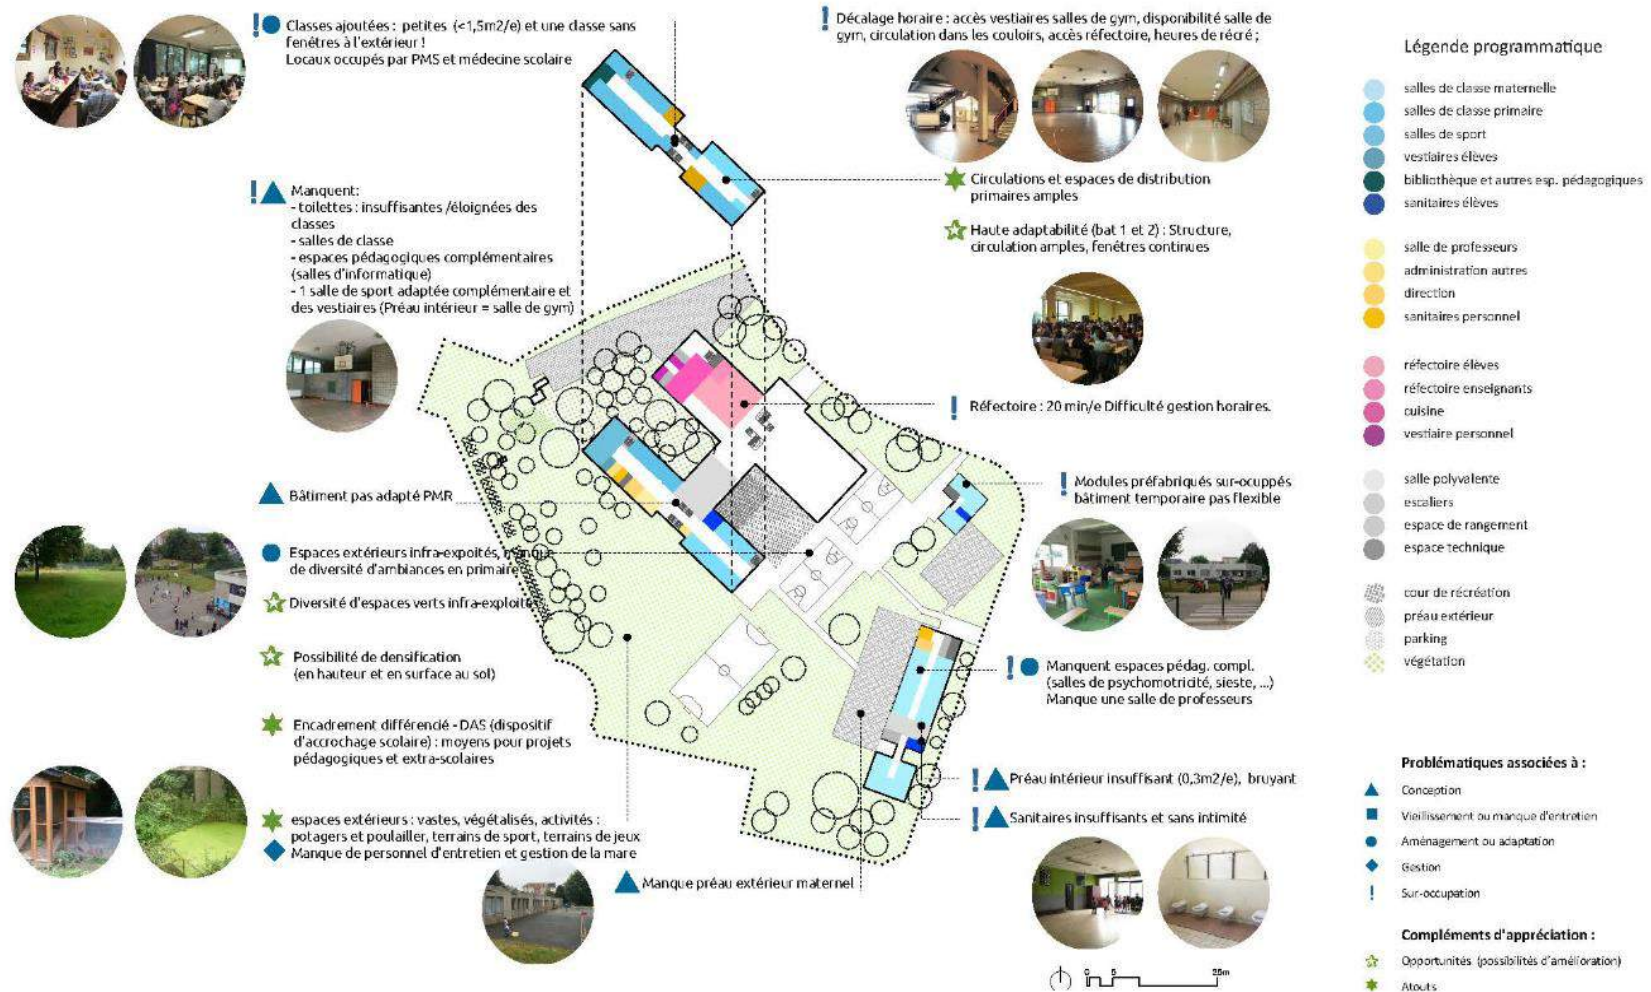 Classes ajoutées : petites (<1,5m2/e) et une classe sans
fenêtres à l'extérieur !
Locaux occupés par PMS et médecine scolaire
Décalage horaire : accès vestiaires salles de gym, disponibilité salle de
gym, circulation dans les couloirs, accès réfectoire, heures de récré ;
Manquent:
- toilettes : insuffisantes /éloignées des
classes
- salles de classe
- espaces pédagogiques complémentaires
(salles d'informatique)
- 1 salle de sport adaptée complémentaire et
des vestiaires (Préau intérieur = salle de gym)
Circulations et espaces de distribution
primaires amples
Haute adaptabilité (bat 1 et 2) : Structure,
circulation amples, fenêtres continues
Réfectoire : 20 min/e Difficulté gestion horaires.
Bâtiment pas adapté PMR
Modules préfabriqués sur-ocuppés
bâtiment temporaire pas flexible
Espaces extérieurs infra-expoités, manque
de diversité d'ambiances en primaire
Diversité d'espaces verts infra-exploités
Possibilité de densification
(en hauteur et en surface au sol)
Encadrement différencié - DAS (dispositif
d'accrochage scolaire) : moyens pour projets
pédagogiques et extra-scolaires
Manquent espaces pédag. compl.
(salles de psychomotricité, sieste, ...)
Manque une salle de professeurs
Préau intérieur insuffisant (0,3m2/e), bruyant
Sanitaires insuffisants et sans intimité
espaces extérieurs : vastes, végétalisés, activités :
potagers et poulailler, terrains de sport, terrains de jeux
Manque de personnel d'entretien et gestion de la mare
Manque préau extérieur maternel
0 5 25m
Légende programmatique
salles de classe maternelle
salles de classe primaire
salles de sport
vestiaires élèves
bibliothèque et autres esp. pédagogiques
sanitaires élèves
salle de professeurs
administration autres
direction
sanitaires personnel
réfectoire élèves
réfectoire enseignants
cuisine
vestiaire personnel
salle polyvalente
escaliers
espace de rangement
espace technique
cour de récréation
préau extérieur
parking
végétation
Problématiques associées à :
Conception
Vieillissement ou manque d'entretien
Aménagement ou adaptation
Gestion
! Sur-occupation
Compléments d'appréciation :
Opportunités (possibilités d'amélioration)
Atouts